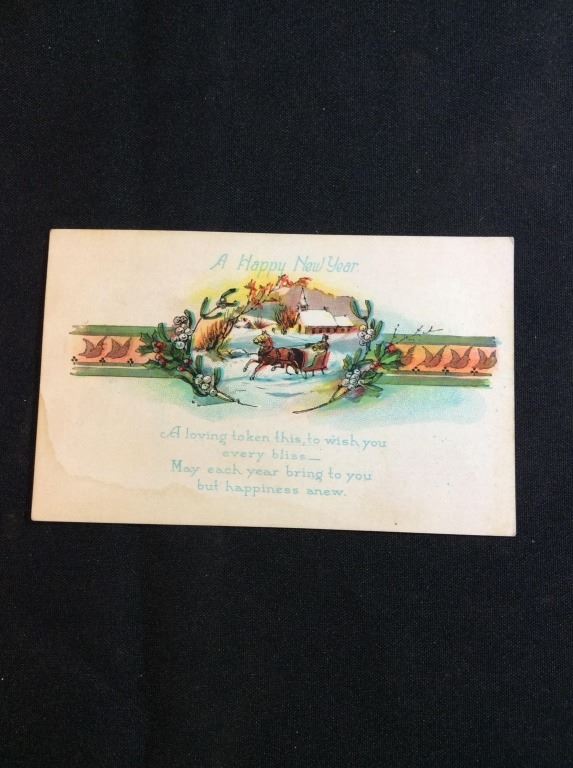 A Happy New Year.
A loving token this, to wish you
every bliss—
May each year bring to you
but happiness anew.